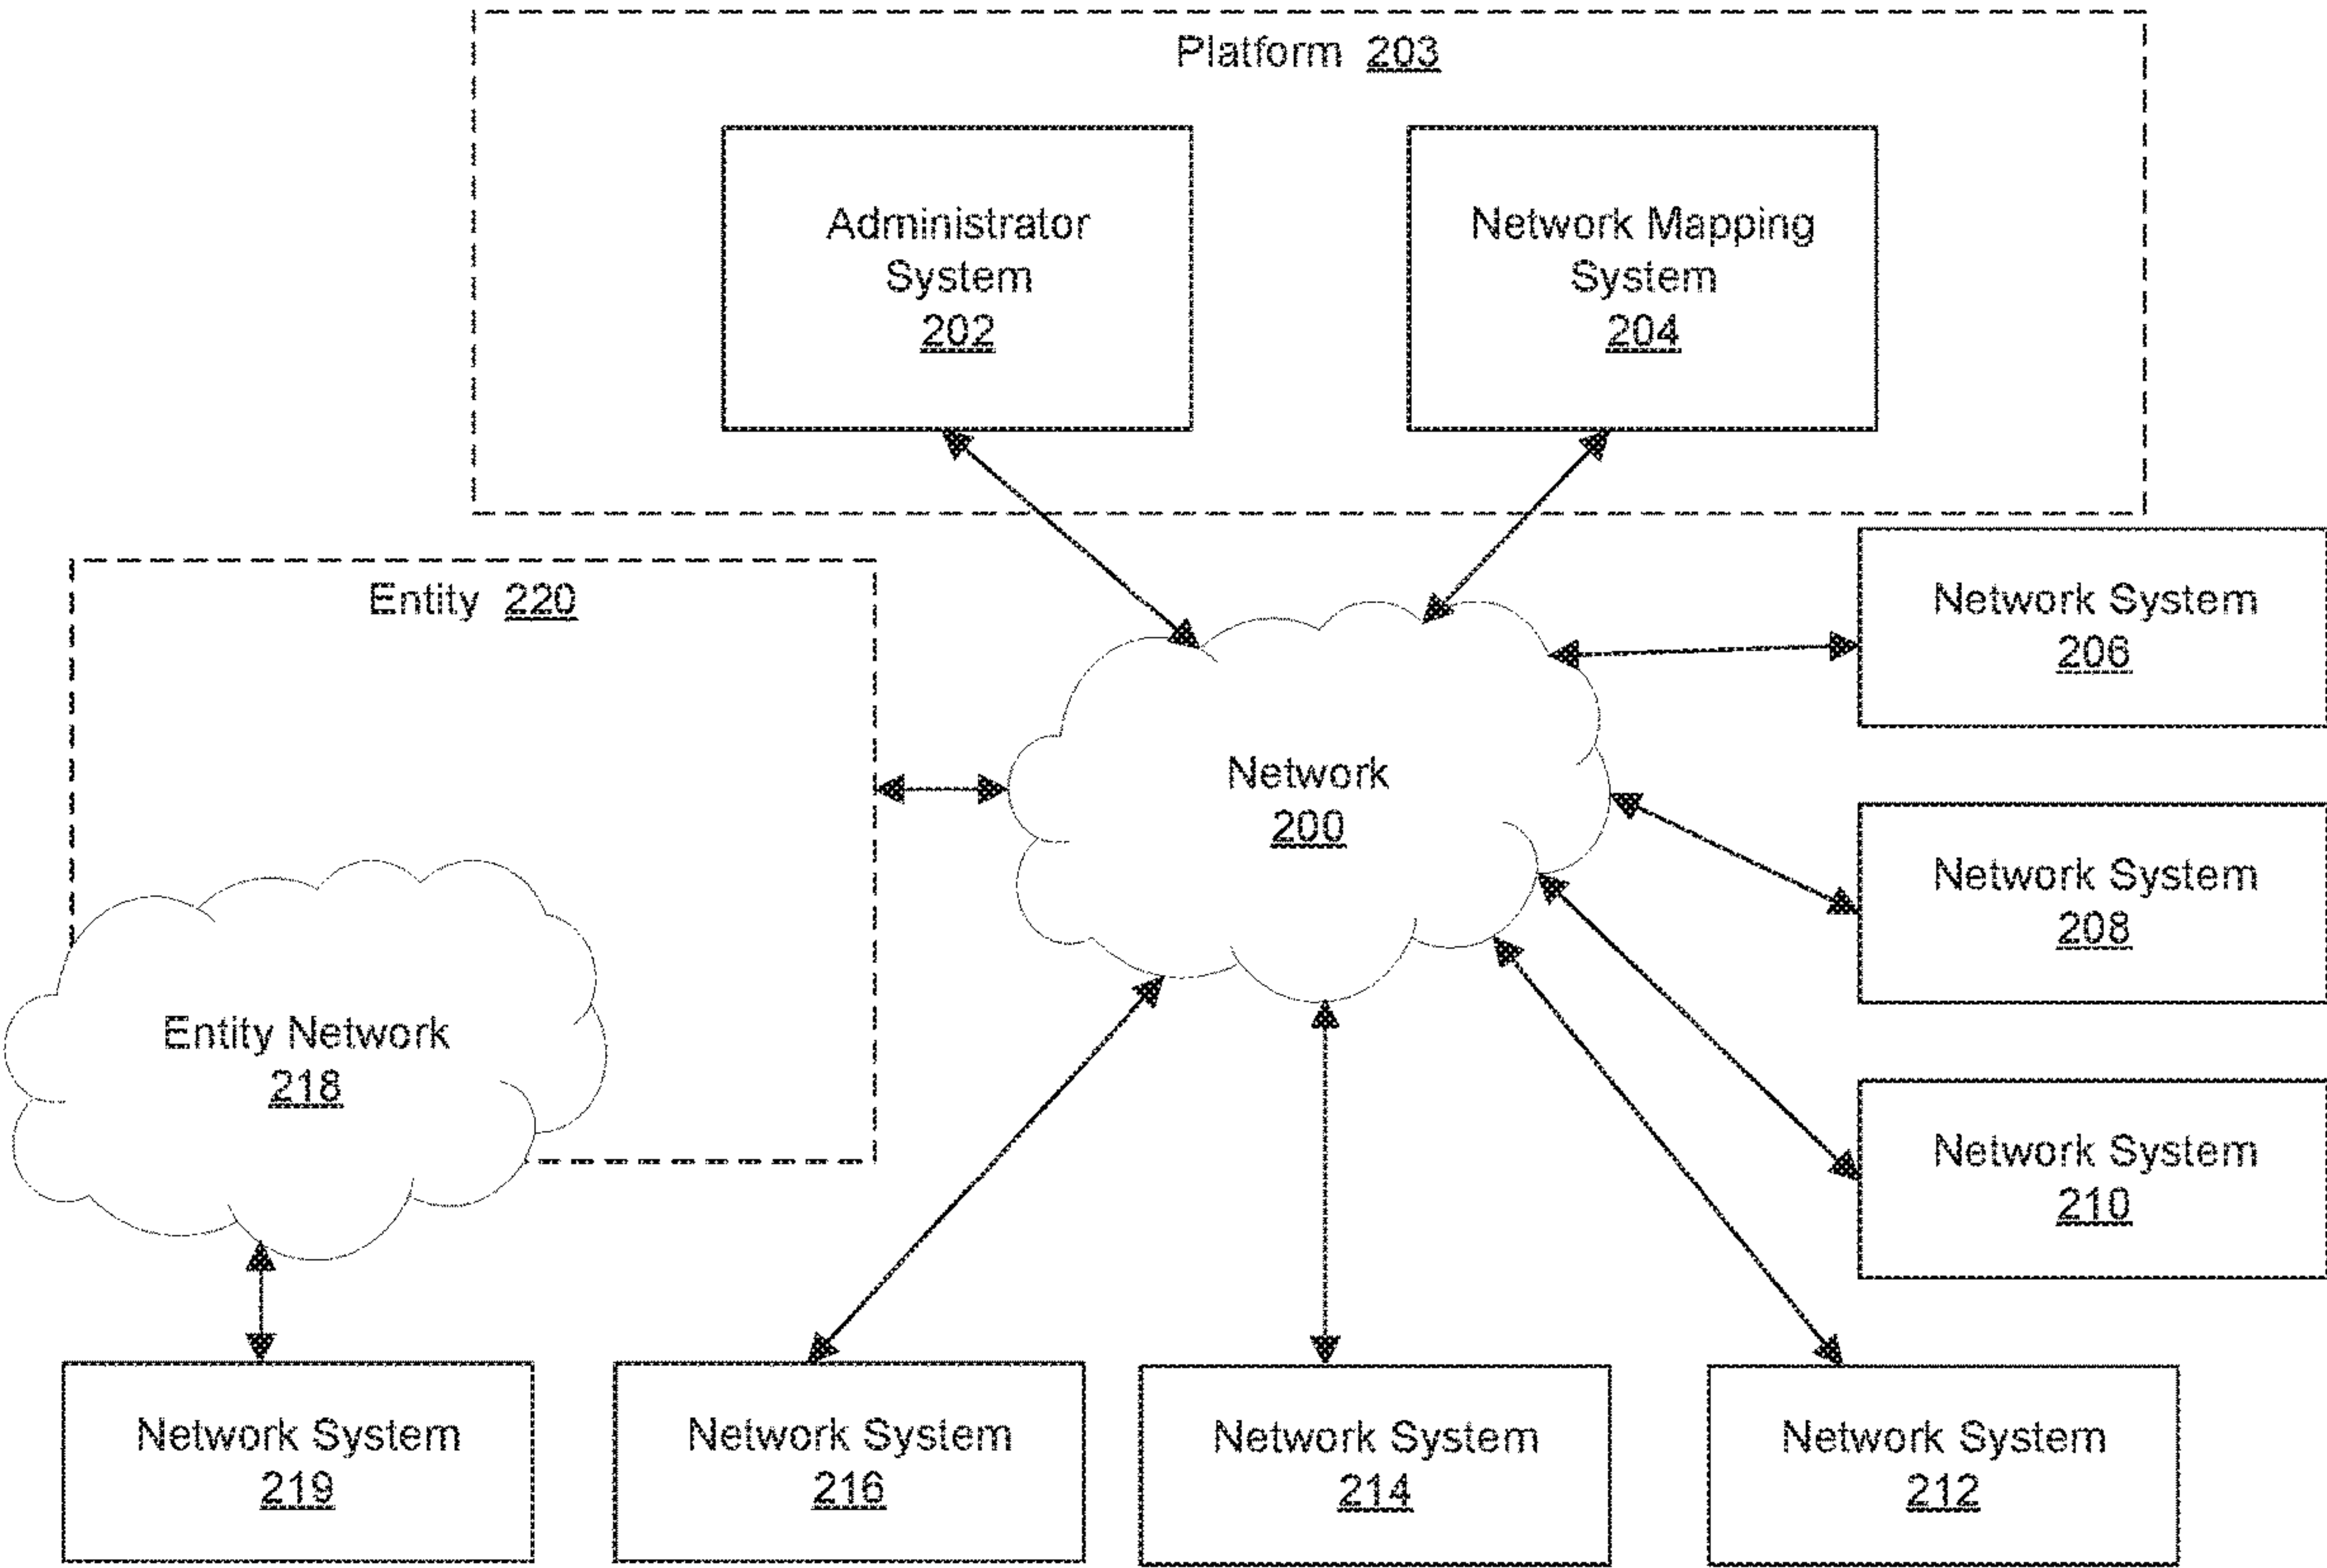 Platform 203
Administrator
System
202
Network Mapping
System
204
Entity 220
Network System
206
Network
200
Network System
208
Entity Network
218
Network System
210
Network System
219
Network System
216
Network System
214
Network System
212